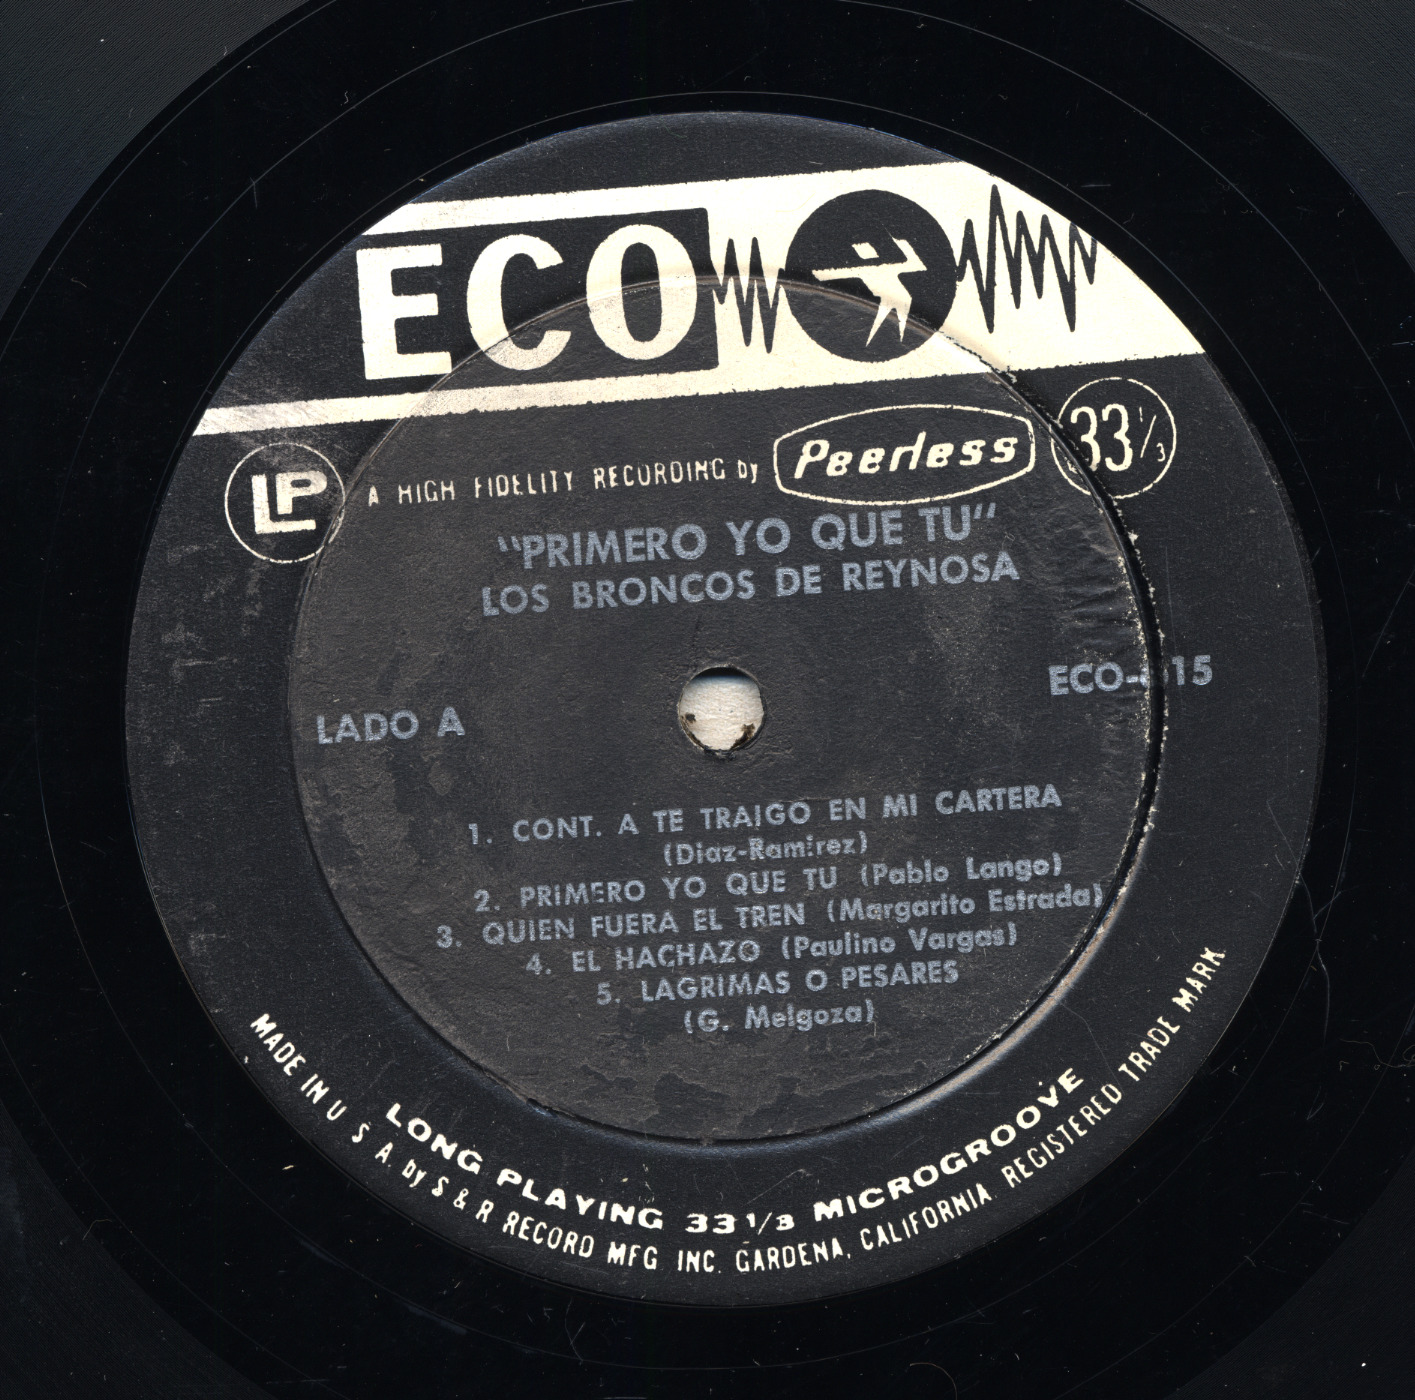 ECO
LP
A HIGH FIDELITY RECORDING by Peerless
33 1/3
"PRIMERO YO QUE TU"
LOS BRONCOS DE REYNOSA
LADO A
1. CONT. A TE TRAIGO EN MI CARTERA
(Diaz-Ramirez)
2. PRIMERO YO QUE TU (Pablo Lango)
3. QUIEN FUERA EL TREN (Margarito Estrada)
4. EL HACHAZO (Paulino Vargas)
5. LAGRIMAS O PESARES
(G. Melgoza)
LONG PLAYING 33 1/3 MICROGROOVE
MADE IN U S A. by S & R RECORD MFG. INC. GARDENA, CALIFORNIA. REGISTERED TRADE MARK